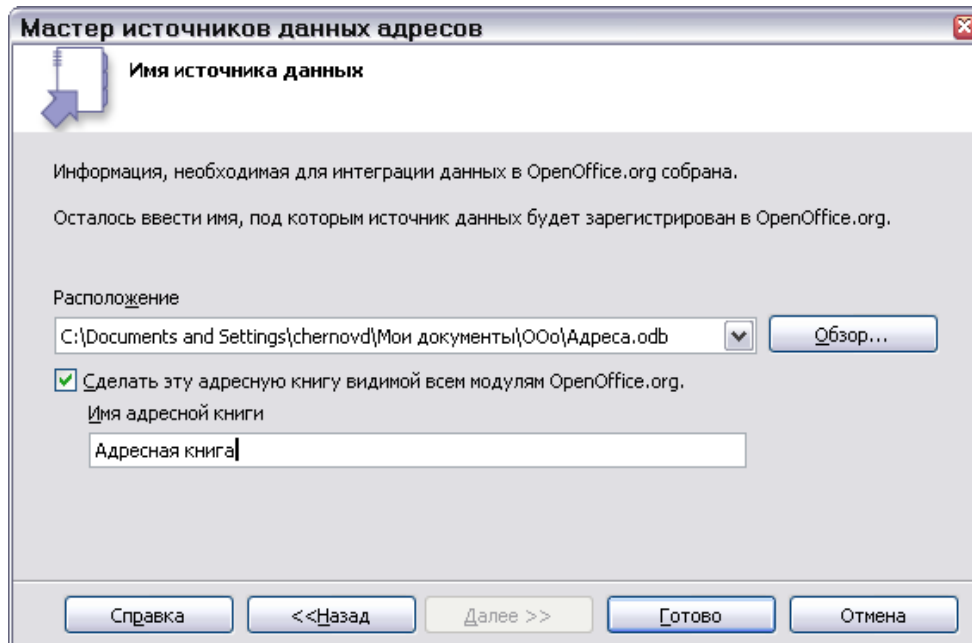 Мастер источников данных адресов
Имя источника данных
Информация, необходимая для интеграции данных в OpenOffice.org собрана.
Осталось ввести имя, под которым источник данных будет зарегистрирован в OpenOffice.org.
Расположение
C:\Documents and Settings\chernovd\Мои документы\OOo\Адреса.odb
Обзор...
Сделать эту адресную книгу видимой всем модулям OpenOffice.org.
Имя адресной книги
Адресная книга
Справка <<Назад Далее >> Готово Отмена